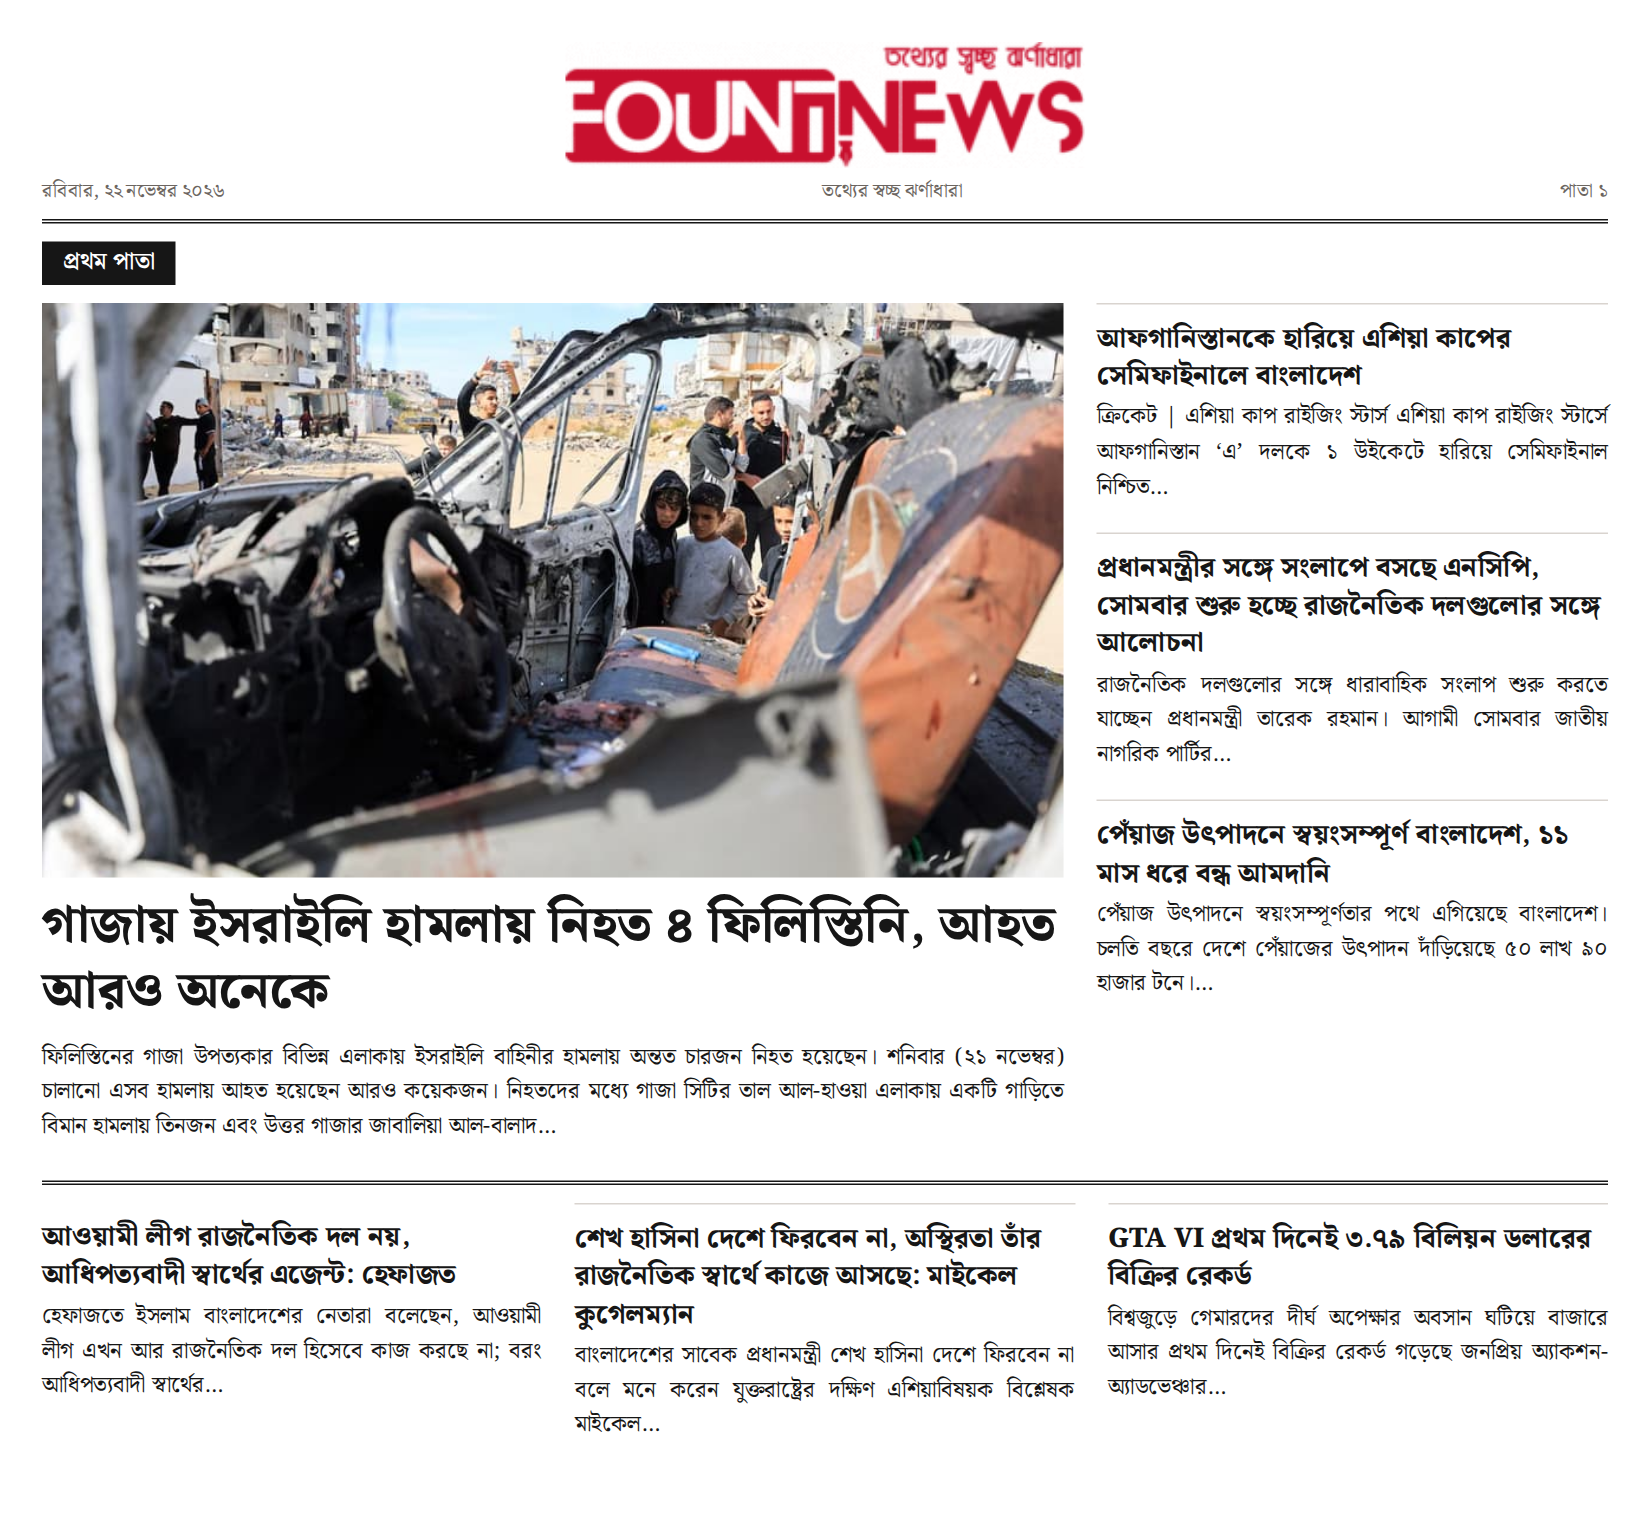 তথ্যের স্বচ্ছ ঝর্ণাধারা
FOUNTNEWS
রবিবার, ২২ নভেম্বর ২০২৬
তথ্যের স্বচ্ছ ঝর্ণাধারা
পাতা ১
প্রথম পাতা
গাজায় ইসরাইলি হামলায় নিহত ৪ ফিলিস্তিনি, আহত
আরও অনেকে
ফিলিস্তিনের গাজা উপত্যকার বিভিন্ন এলাকায় ইসরাইলি বাহিনীর হামলায় অন্তত চারজন নিহত হয়েছেন। শনিবার (২১ নভেম্বর)
চালানো এসব হামলায় আহত হয়েছেন আরও কয়েকজন। নিহতদের মধ্যে গাজা সিটির তাল আল-হাওয়া এলাকায় একটি গাড়িতে
বিমান হামলায় তিনজন এবং উত্তর গাজার জাবালিয়া আল-বালাদ...
আফগানিস্তানকে হারিয়ে এশিয়া কাপের
সেমিফাইনালে বাংলাদেশ
ক্রিকেট | এশিয়া কাপ রাইজিং স্টার্স এশিয়া কাপ রাইজিং স্টার্সে
আফগানিস্তান ‘এ’ দলকে ১ উইকেটে হারিয়ে সেমিফাইনাল
নিশ্চিত...
প্রধানমন্ত্রীর সঙ্গে সংলাপে বসছে এনসিপি,
সোমবার শুরু হচ্ছে রাজনৈতিক দলগুলোর সঙ্গে
আলোচনা
রাজনৈতিক দলগুলোর সঙ্গে ধারাবাহিক সংলাপ শুরু করতে
যাচ্ছেন প্রধানমন্ত্রী তারেক রহমান। আগামী সোমবার জাতীয়
নাগরিক পার্টির...
পেঁয়াজ উৎপাদনে স্বয়ংসম্পূর্ণ বাংলাদেশ, ১১
মাস ধরে বন্ধ আমদানি
পেঁয়াজ উৎপাদনে স্বয়ংসম্পূর্ণতার পথে এগিয়েছে বাংলাদেশ।
চলতি বছরে দেশে পেঁয়াজের উৎপাদন দাঁড়িয়েছে ৫০ লাখ ৯০
হাজার টনে।...
আওয়ামী লীগ রাজনৈতিক দল নয়,
আধিপত্যবাদী স্বার্থের এজেন্ট: হেফাজত
হেফাজতে ইসলাম বাংলাদেশের নেতারা বলেছেন, আওয়ামী
লীগ এখন আর রাজনৈতিক দল হিসেবে কাজ করছে না; বরং
আধিপত্যবাদী স্বার্থের...
শেখ হাসিনা দেশে ফিরবেন না, অস্থিরতা তাঁর
রাজনৈতিক স্বার্থে কাজে আসছে: মাইকেল
কুগেলম্যান
বাংলাদেশের সাবেক প্রধানমন্ত্রী শেখ হাসিনা দেশে ফিরবেন না
বলে মনে করেন যুক্তরাষ্ট্রের দক্ষিণ এশিয়াবিষয়ক বিশ্লেষক
মাইকেল...
GTA VI প্রথম দিনেই ৩.৭৯ বিলিয়ন ডলারের
বিক্রির রেকর্ড
বিশ্বজুড়ে গেমারদের দীর্ঘ অপেক্ষার অবসান ঘটিয়ে বাজারে
আসার প্রথম দিনেই বিক্রির রেকর্ড গড়েছে জনপ্রিয় অ্যাকশন-
অ্যাডভেঞ্চার...